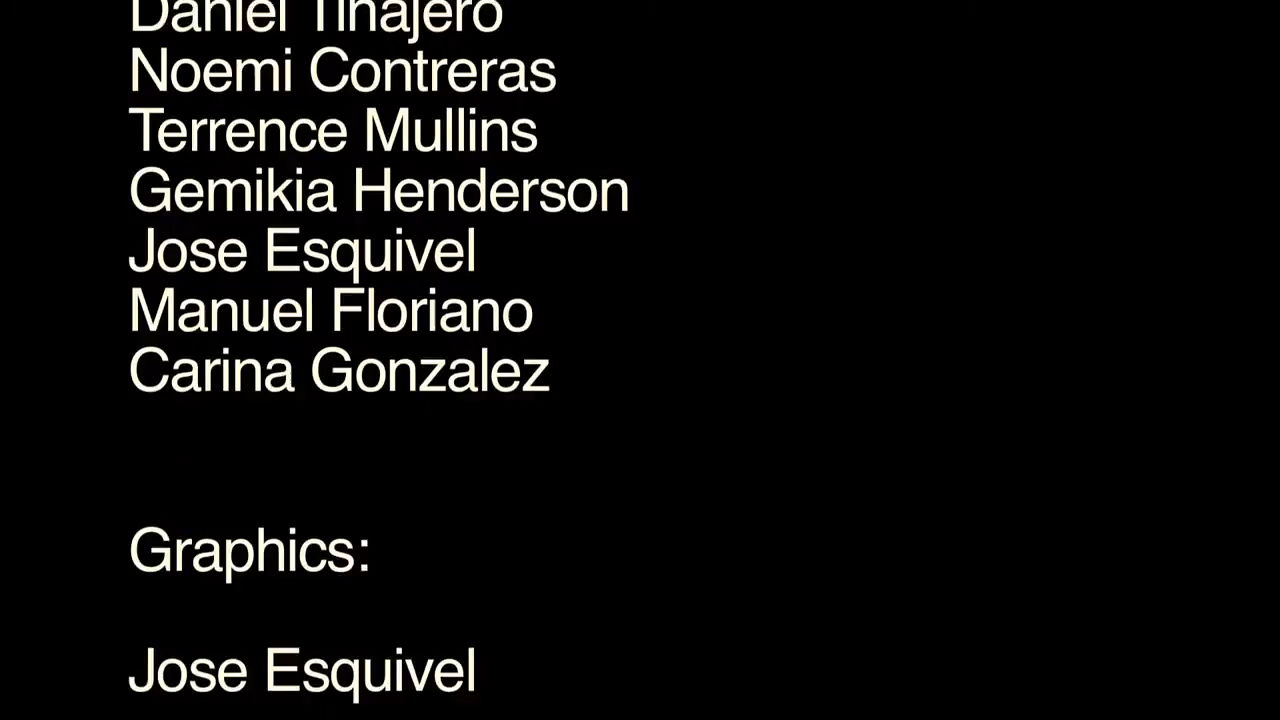 Daniel Tinajero
Noemi Contreras
Terrence Mullins
Gemikia Henderson
Jose Esquivel
Manuel Floriano
Carina Gonzalez
Graphics:
Jose Esquivel